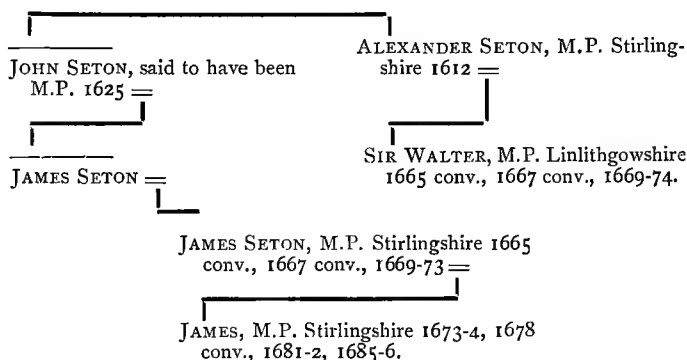 JOHN SETON, said to have been
M.P. 1625 =
ALEXANDER SETON, M.P. Stirling-
shire 1612 =
JAMES SETON =
SIR WALTER, M.P. Linlithgowshire
1665 conv., 1667 conv., 1669-74.
JAMES SETON, M.P. Stirlingshire 1665
conv., 1667 conv., 1669-73 =
JAMES, M.P. Stirlingshire 1673-4, 1678
conv., 1681-2, 1685-6.